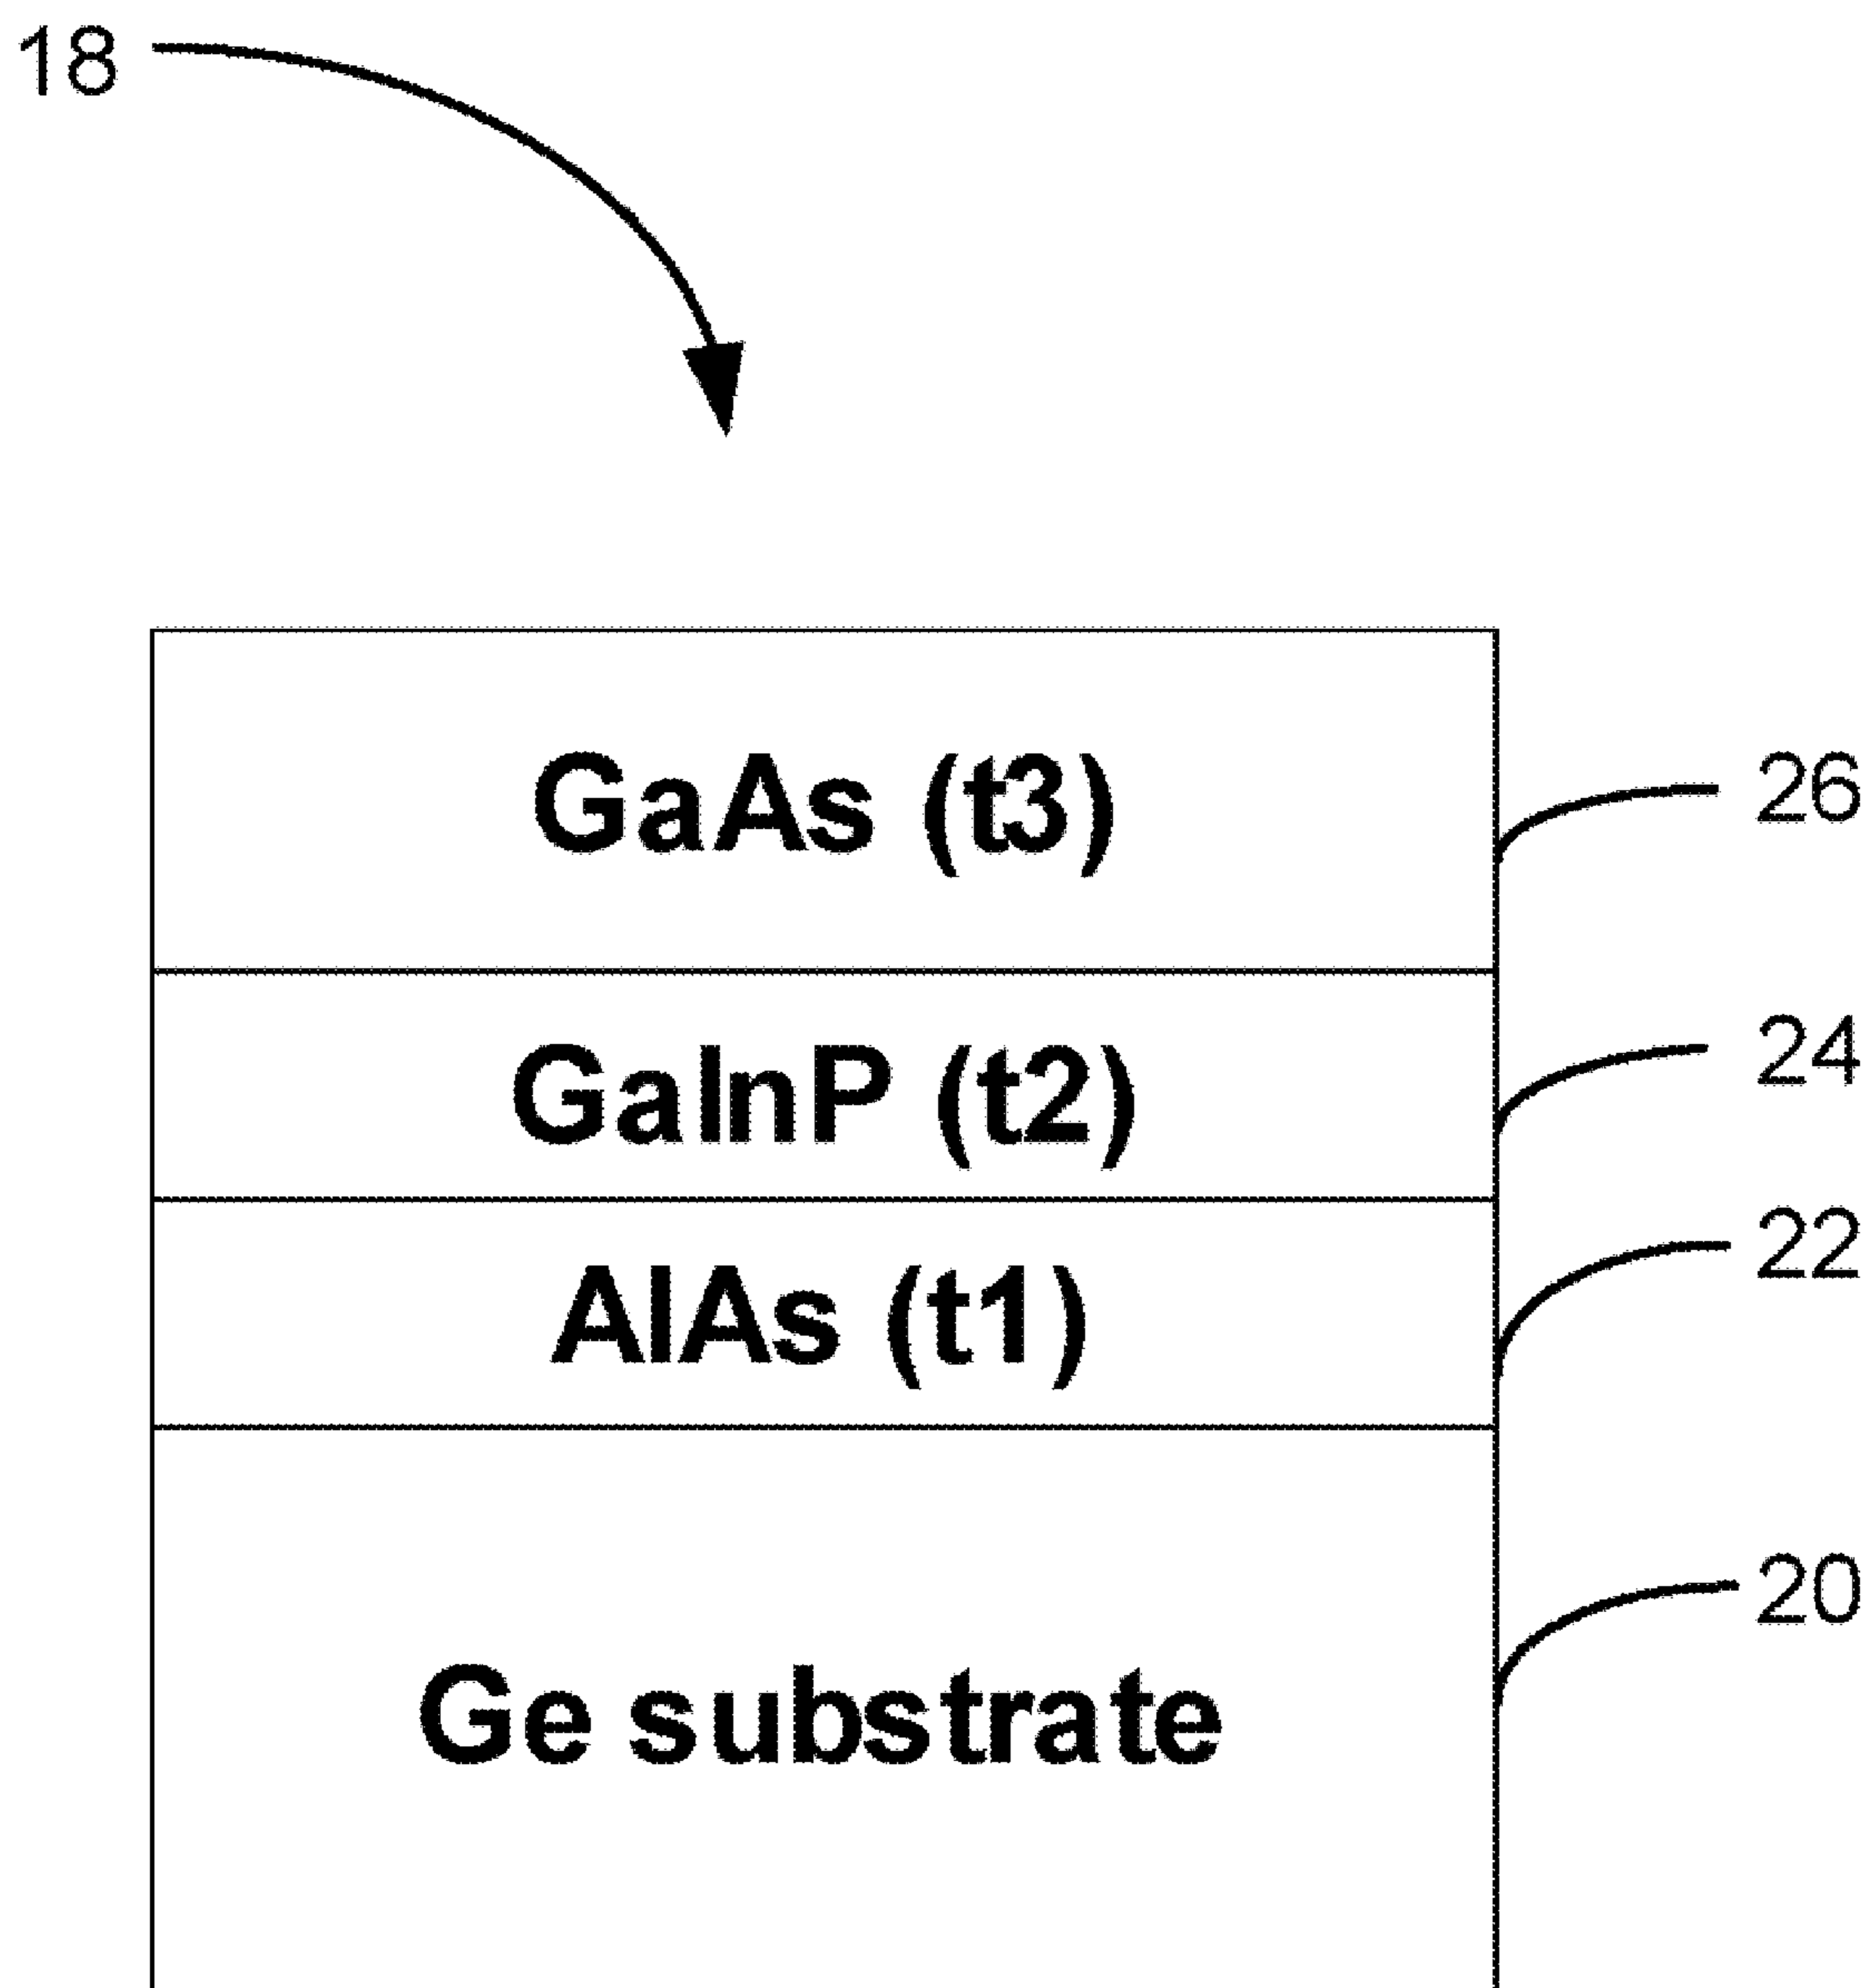 18
GaAs (t3)
26
GaInP (t2)
24
AlAs (t1)
22
Ge substrate
20